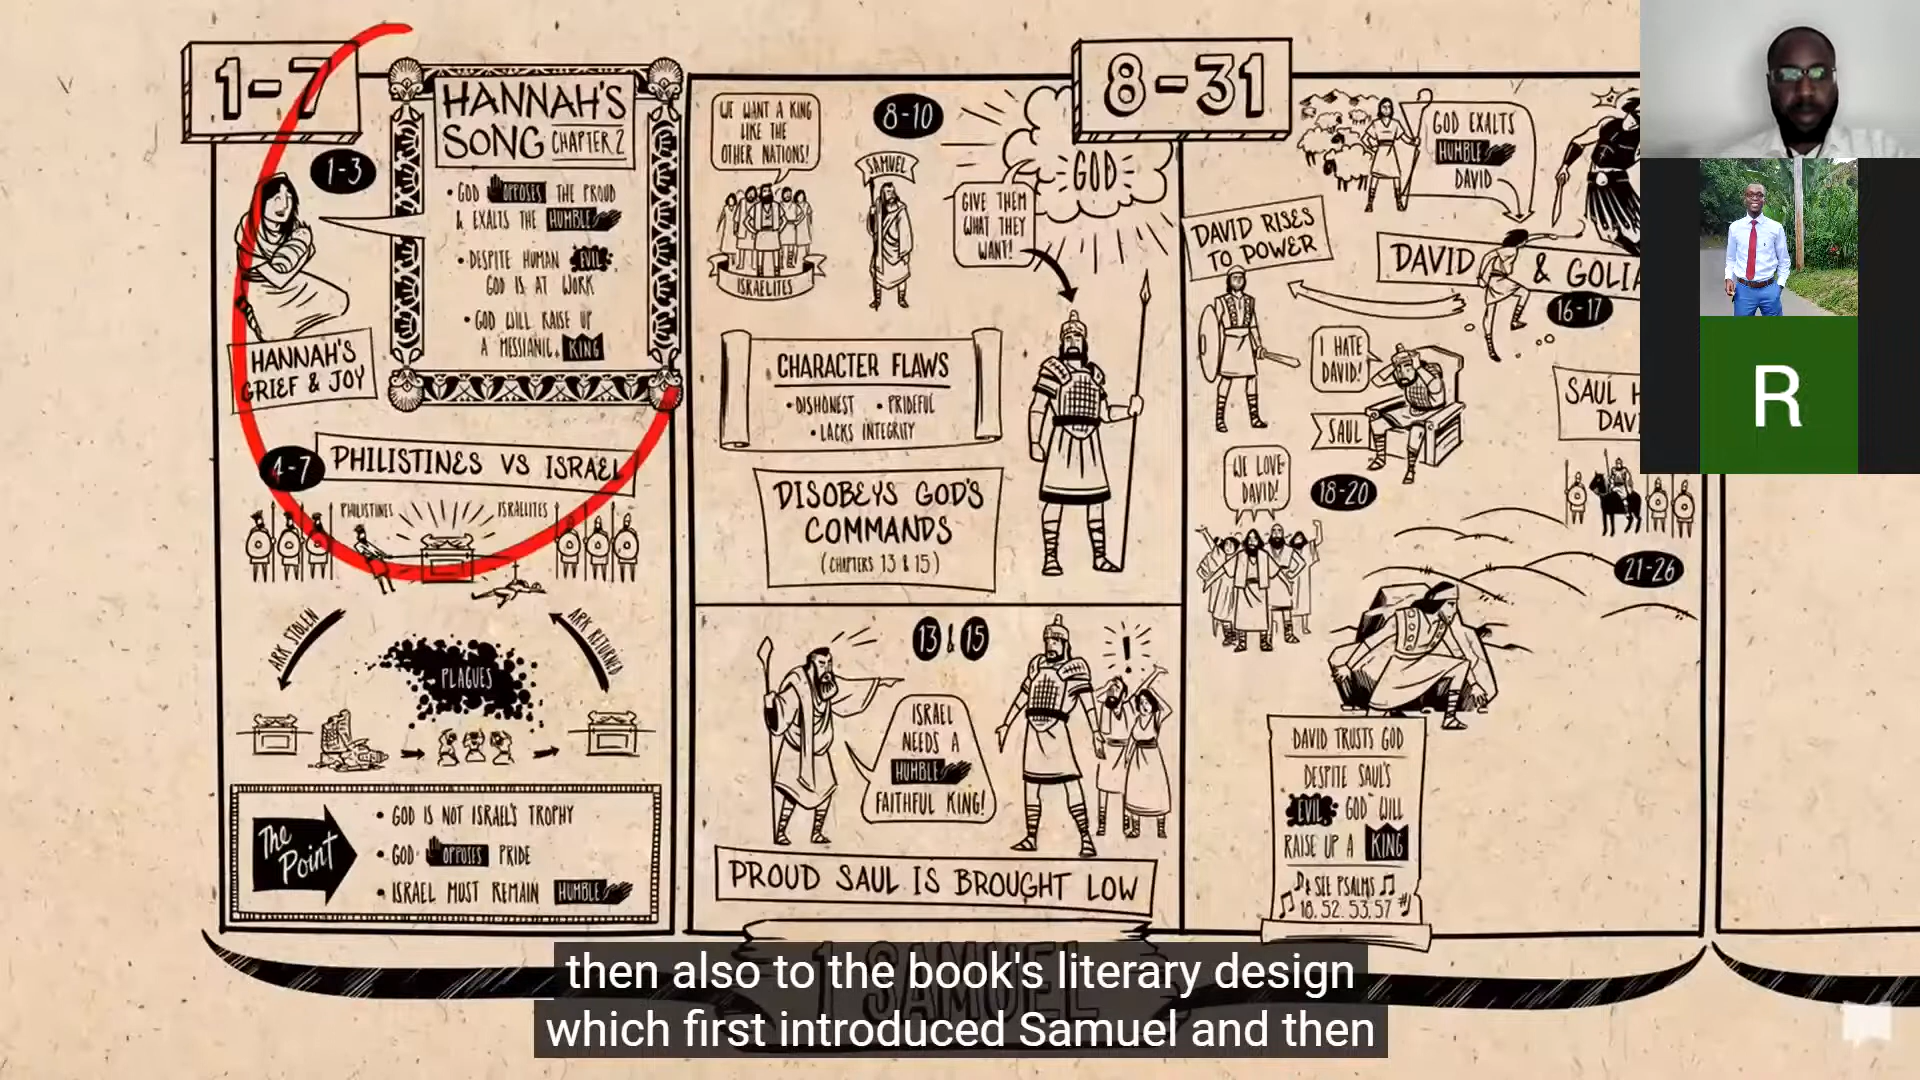 1-7
HANNAH'S
SONG CHAPTER 2
1-3
• GOD OPPOSES THE PROUD
& EXALTS THE HUMBLE
• DESPITE HUMAN EVIL
GOD IS AT WORK
• GOD WILL RAISE UP
A MESSIANIC KING
HANNAH'S
GRIEF & JOY
4-7
PHILISTINES VS ISRAEL
PHILISTINES
ISRAELITES
ARK STOLEN
PLAGUES
ARK RETURNED
The
Point
• GOD IS NOT ISRAEL'S TROPHY
• GOD OPPOSES PRIDE
• ISRAEL MUST REMAIN HUMBLE
8-31
WE WANT A KING
LIKE THE
OTHER NATIONS!
8-10
SAMUEL
ISRAELITES
GOD
GIVE THEM
WHAT THEY
WANT!
CHARACTER FLAWS
• DISHONEST • PRIDEFUL
• LACKS INTEGRITY
DISOBEYS GOD'S
COMMANDS
(CHAPTERS 13 & 15)
13 & 15
!
ISRAEL
NEEDS A
HUMBLE
FAITHFUL KING!
PROUD SAUL IS BROUGHT LOW
GOD EXALTS
HUMBLE
DAVID
DAVID RISES
TO POWER
DAVID & GOLIA
16-17
I HATE
DAVID!
SAUL
SAUL H
DAV
WE LOVE
DAVID!
18-20
21-26
DAVID TRUSTS GOD
DESPITE SAUL'S
EVIL GOD WILL
RAISE UP A KING
SEE PSALMS
18, 52, 53, 57
1 SAMUEL
R
then also to the book's literary design
which first introduced Samuel and then